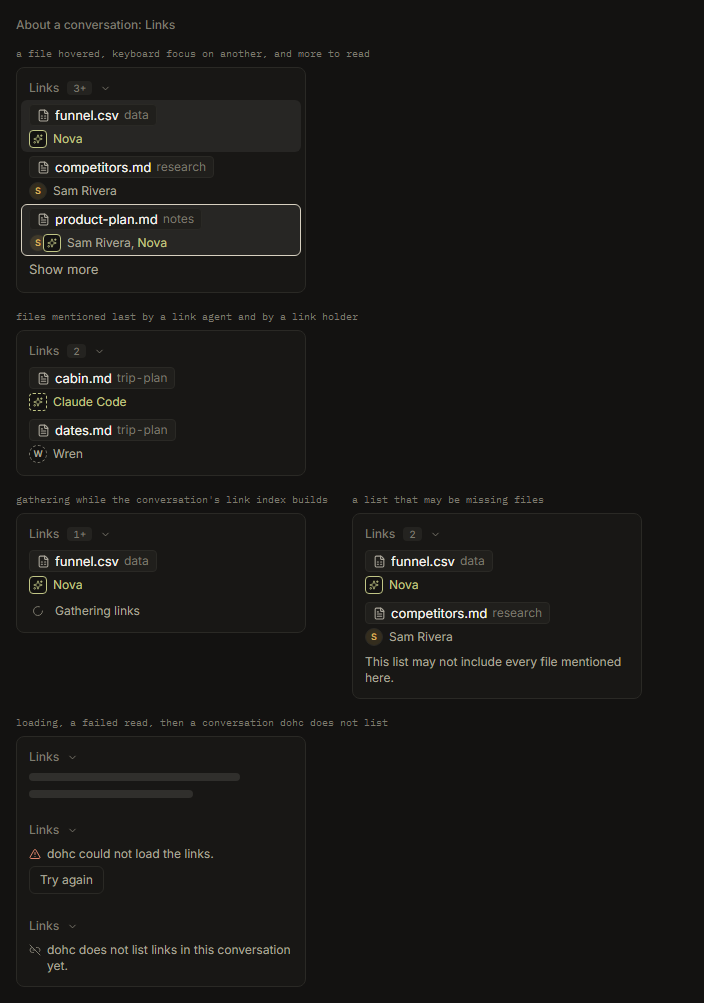 About a conversation: Links
a file hovered, keyboard focus on another, and more to read
Links 3+
funnel.csv data
Nova
competitors.md research
S Sam Rivera
product-plan.md notes
S Sam Rivera, Nova
Show more
files mentioned last by a link agent and by a link holder
Links 2
cabin.md trip-plan
Claude Code
dates.md trip-plan
W Wren
gathering while the conversation's link index builds
Links 1+
funnel.csv data
Nova
Gathering links
a list that may be missing files
Links 2
funnel.csv data
Nova
competitors.md research
S Sam Rivera
This list may not include every file mentioned
here.
loading, a failed read, then a conversation dohc does not list
Links
Links
dohc could not load the links.
Try again
Links
dohc does not list links in this conversation
yet.